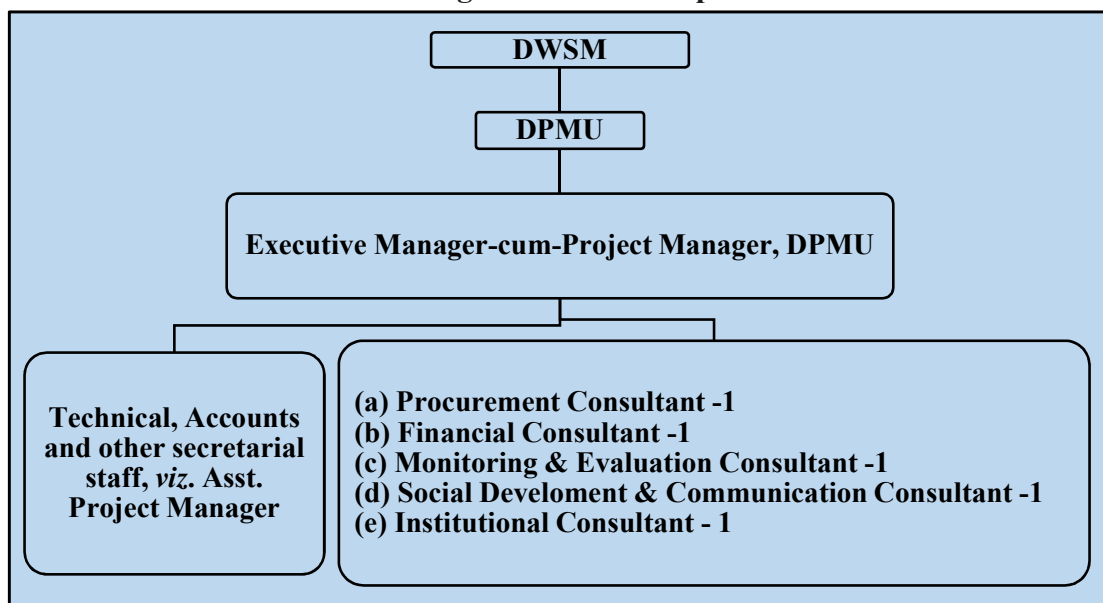 DWSM
DPMU
Executive Manager-cum-Project Manager, DPMU
Technical, Accounts
and other secretarial
staff, viz. Asst.
Project Manager
(a) Procurement Consultant -1
(b) Financial Consultant -1
(c) Monitoring & Evaluation Consultant -1
(d) Social Develoment & Communication Consultant -1
(e) Institutional Consultant - 1